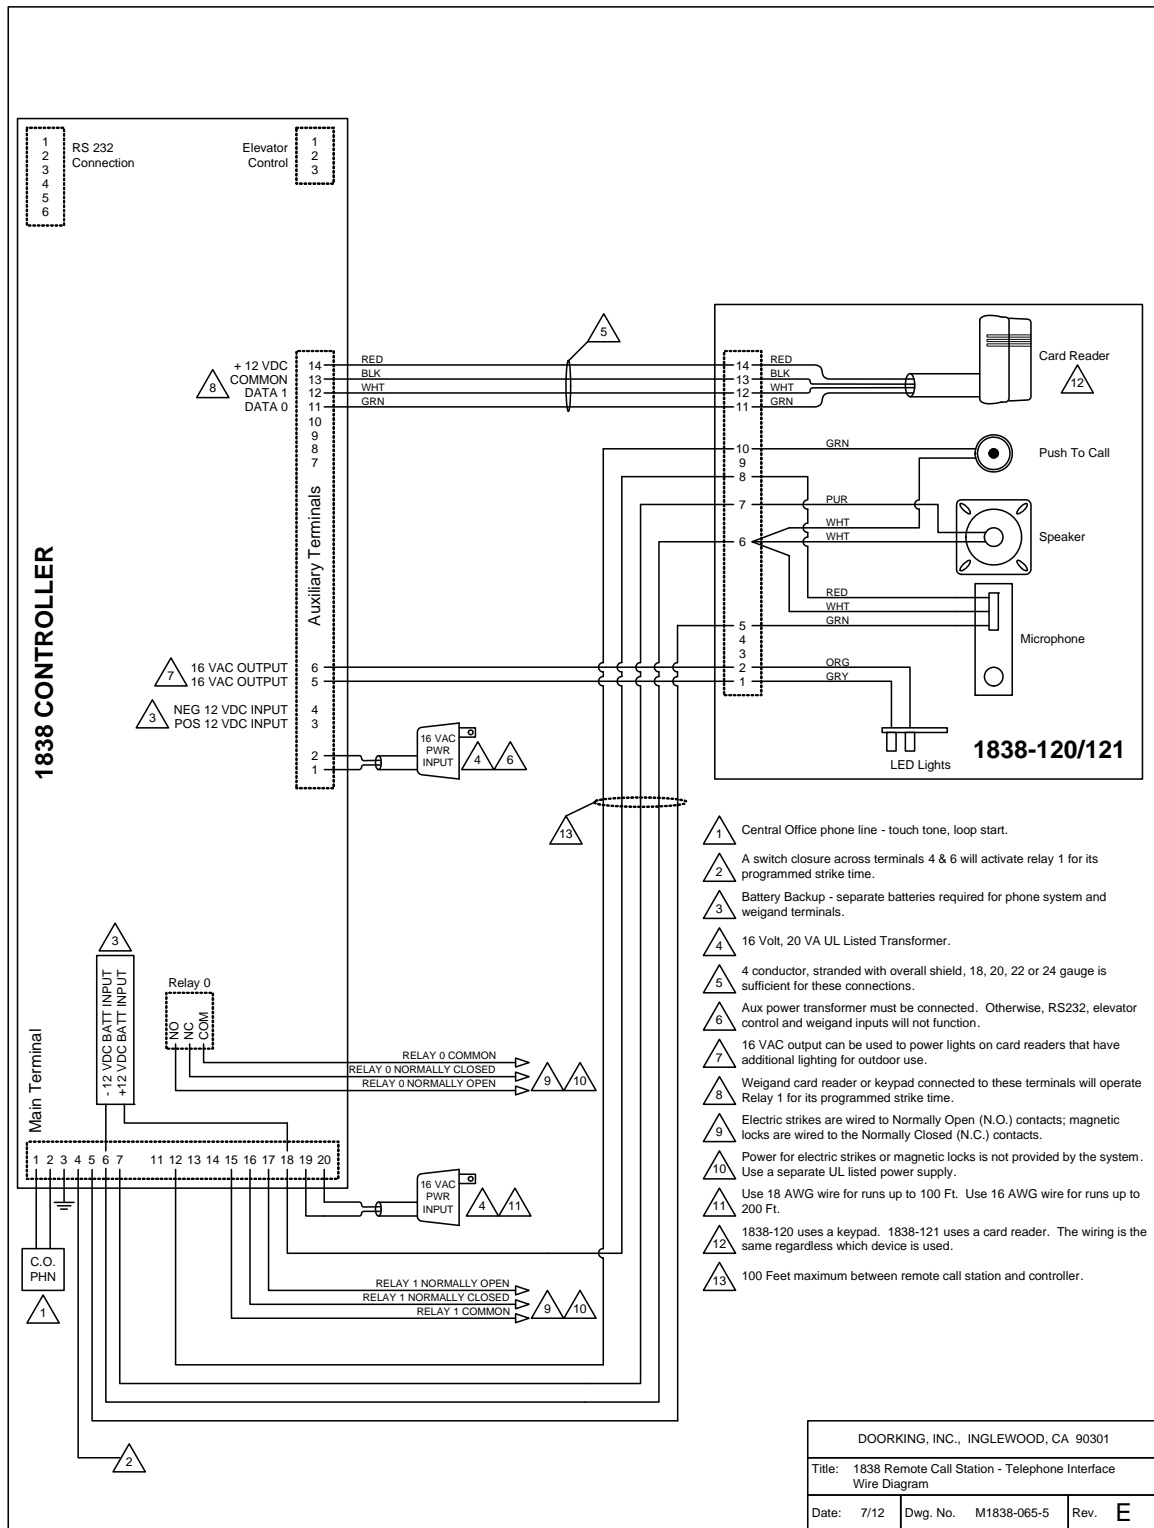 1
2
3
4
5
6
RS 232
Connection
Elevator
Control
1
2
3
1838 CONTROLLER
+ 12 VDC
COMMON
DATA 1
DATA 0
8
14
13
12
11
10
9
8
7
Auxiliary Terminals
RED
BLK
WHT
GRN
5
14
13
12
11
RED
BLK
WHT
GRN
Card Reader
12
10
9
8
7
6
5
4
3
2
1
GRN
Push To Call
PUR
WHT
WHT
Speaker
RED
WHT
GRN
Microphone
ORG
GRY
LED Lights
1838-120/121
7
16 VAC OUTPUT
16 VAC OUTPUT
6
5
3
NEG 12 VDC INPUT
POS 12 VDC INPUT
4
3
2
1
16 VAC
PWR
INPUT
4
6
13
3
- 12 VDC BATT INPUT
+12 VDC BATT INPUT
Relay 0
NO
NC
COM
RELAY 0 COMMON
RELAY 0 NORMALLY CLOSED
RELAY 0 NORMALLY OPEN
9
10
Main Terminal
1 2 3 4 5 6 7 11 12 13 14 15 16 17 18 19 20
16 VAC
PWR
INPUT
4
11
C.O.
PHN
1
RELAY 1 NORMALLY OPEN
RELAY 1 NORMALLY CLOSED
RELAY 1 COMMON
9
10
2
1 Central Office phone line - touch tone, loop start.
2 A switch closure across terminals 4 & 6 will activate relay 1 for its
programmed strike time.
3 Battery Backup - separate batteries required for phone system and
weigand terminals.
4 16 Volt, 20 VA UL Listed Transformer.
5 4 conductor, stranded with overall shield, 18, 20, 22 or 24 gauge is
sufficient for these connections.
6 Aux power transformer must be connected. Otherwise, RS232, elevator
control and weigand inputs will not function.
7 16 VAC output can be used to power lights on card readers that have
additional lighting for outdoor use.
8 Weigand card reader or keypad connected to these terminals will operate
Relay 1 for its programmed strike time.
9 Electric strikes are wired to Normally Open (N.O.) contacts; magnetic
locks are wired to the Normally Closed (N.C.) contacts.
10 Power for electric strikes or magnetic locks is not provided by the system.
Use a separate UL listed power supply.
11 Use 18 AWG wire for runs up to 100 Ft. Use 16 AWG wire for runs up to
200 Ft.
12 1838-120 uses a keypad. 1838-121 uses a card reader. The wiring is the
same regardless which device is used.
13 100 Feet maximum between remote call station and controller.
DOORKING, INC., INGLEWOOD, CA 90301
Title: 1838 Remote Call Station - Telephone Interface
Wire Diagram
Date: 7/12 Dwg. No. M1838-065-5 Rev. E